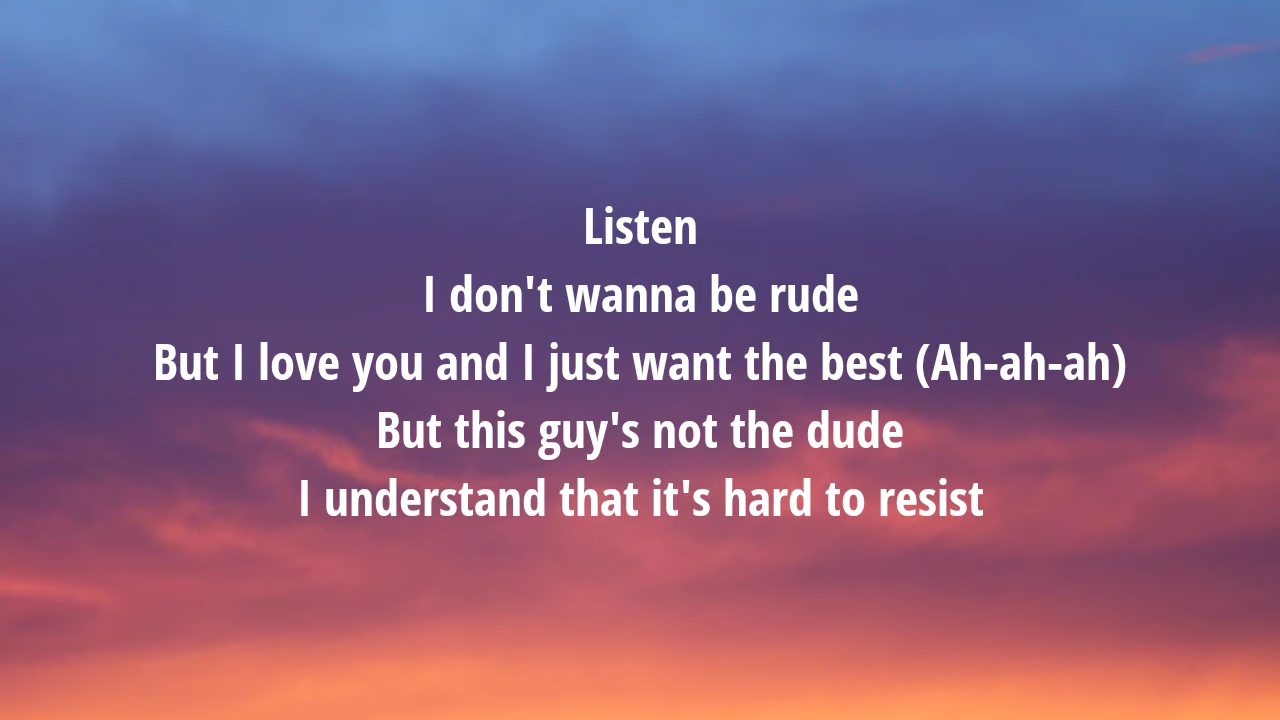 Listen
I don't wanna be rude
But I love you and I just want the best (Ah-ah-ah)
But this guy's not the dude
I understand that it's hard to resist